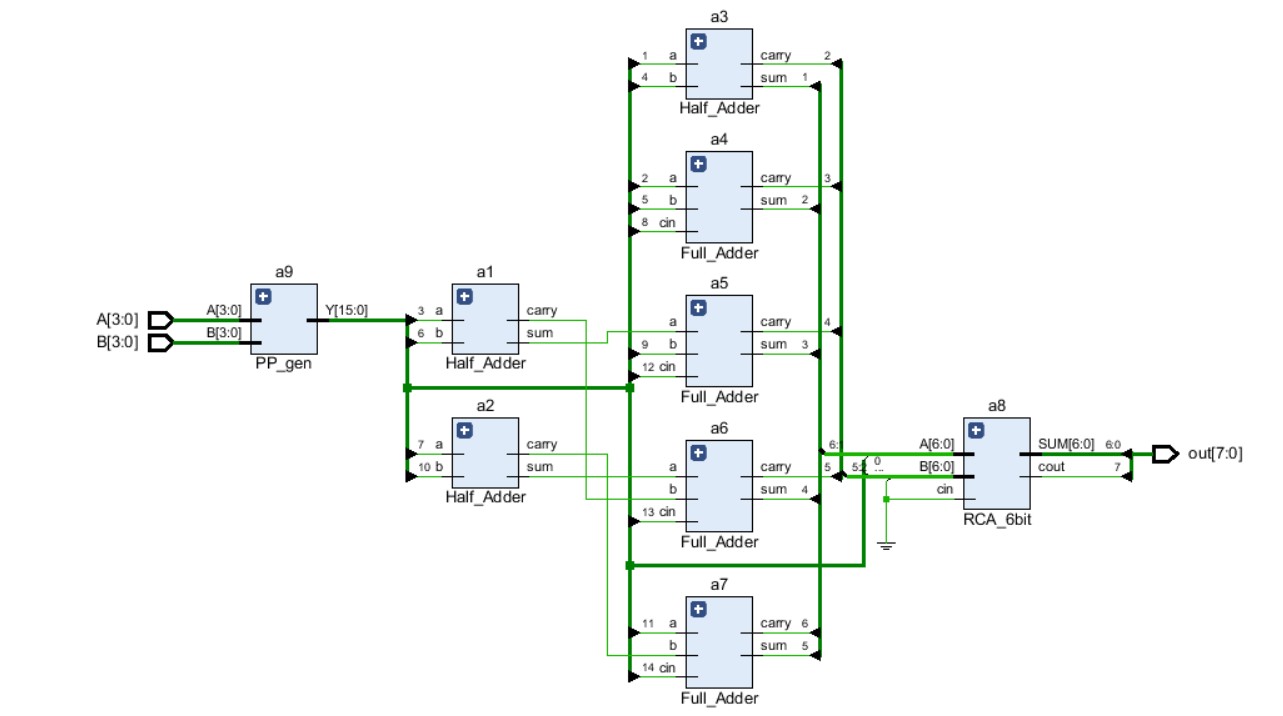 a3
1 a carry 2
4 b sum 1
Half_Adder
a4
2 a carry 3
5 b sum 2
8 cin
Full_Adder
a9
A[3:0] A[3:0] Y[15:0]
B[3:0] B[3:0]
PP_gen
a1
3 a carry
6 b sum
Half_Adder
a5
a carry 4
9 b sum 3
12 cin
Full_Adder
a2
7 a carry
10 b sum
Half_Adder
a6
a carry 5
b sum 4
13 cin
Full_Adder
a8
A[6:0] SUM[6:0] 6:0 out[7:0]
B[6:0] cout 7
cin
RCA_6bit
a7
11 a carry 6
b sum 5
14 cin
Full_Adder
0
...